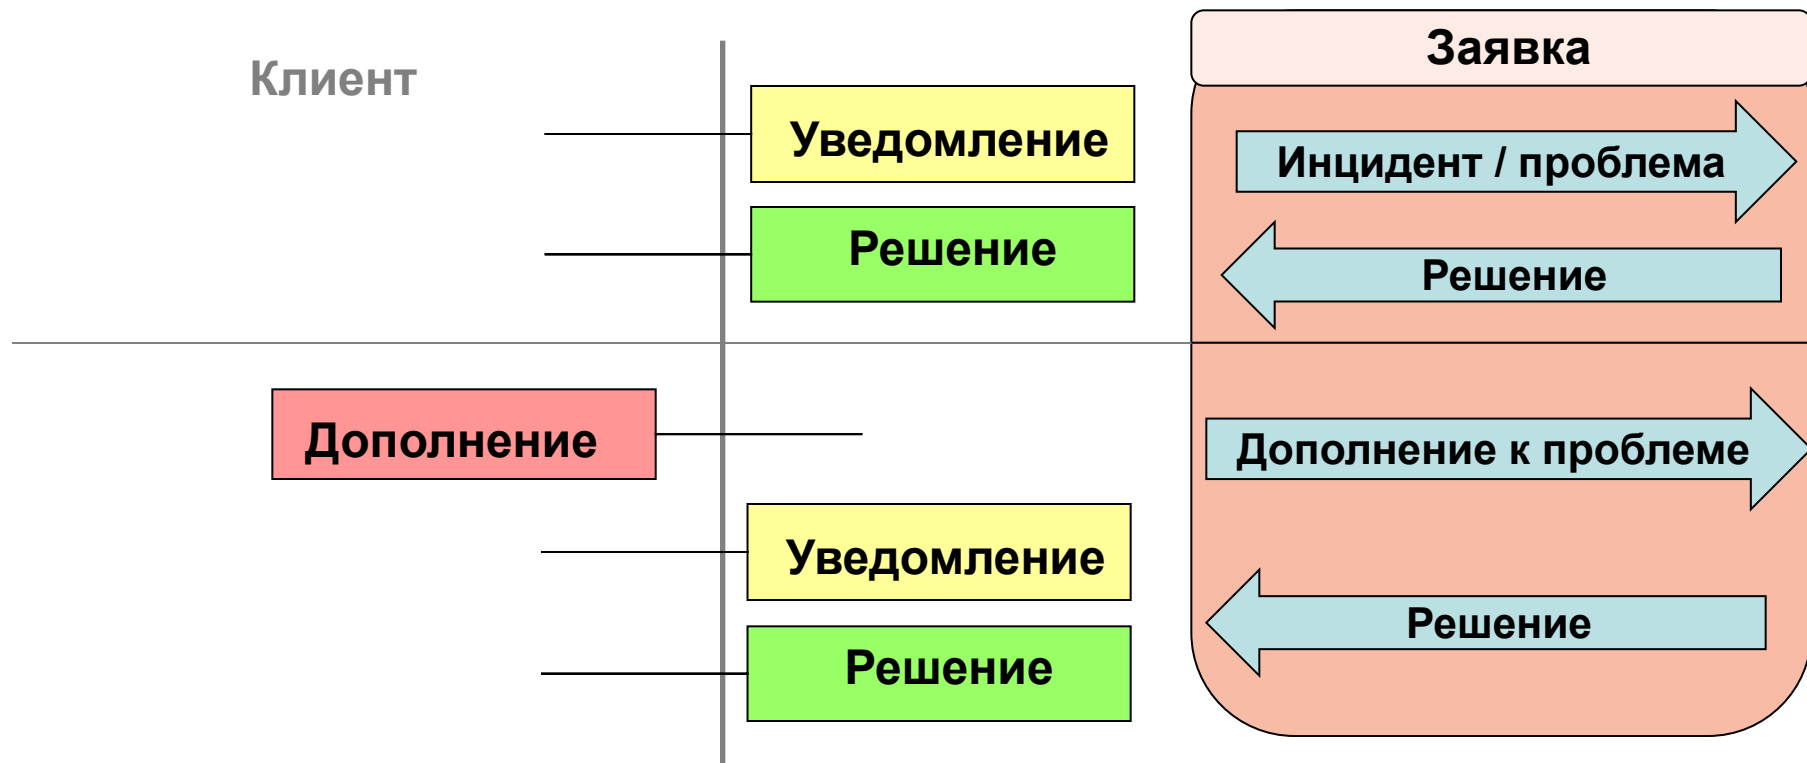 Клиент
Заявка
Уведомление
Инцидент / проблема
Решение
Решение
Дополнение
Дополнение к проблеме
Уведомление
Решение
Решение